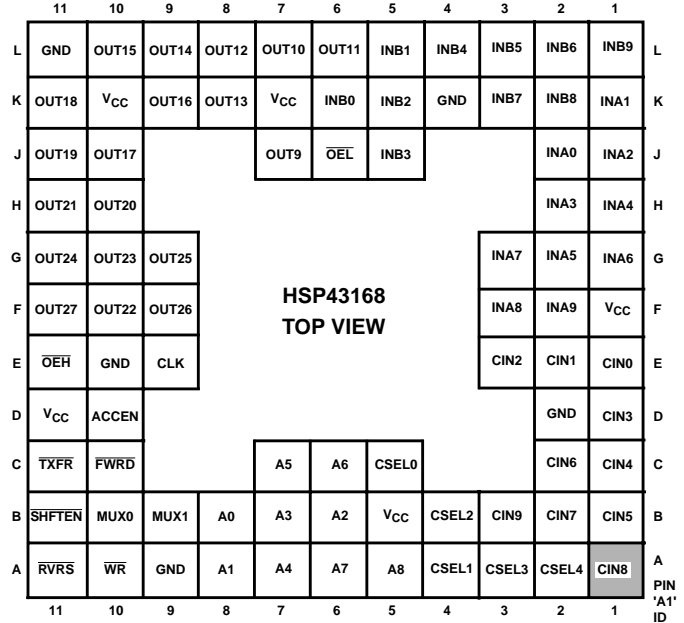 11 10 9 8 7 6 5 4 3 2 1
L GND OUT15 OUT14 OUT12 OUT10 OUT11 INB1 INB4 INB5 INB6 INB9 L
K OUT18 VCC OUT16 OUT13 VCC INB0 INB2 GND INB7 INB8 INA1 K
J OUT19 OUT17 OUT9 OEL INB3 INA0 INA2 J
H OUT21 OUT20 INA3 INA4 H
G OUT24 OUT23 OUT25 INA7 INA5 INA6 G
HSP43168
F OUT27 OUT22 OUT26 INA8 INA9 VCC F
TOP VIEW
E OEH GND CLK CIN2 CIN1 CIN0 E
D VCC ACCEN GND CIN3 D
C TXFR FWRD A5 A6 CSEL0 CIN6 CIN4 C
B SHFTEN MUX0 MUX1 A0 A3 A2 VCC CSEL2 CIN9 CIN7 CIN5 B
A RVRS WR GND A1 A4 A7 A8 CSEL1 CSEL3 CSEL4 CIN8 A
PIN
'A1'
ID
11 10 9 8 7 6 5 4 3 2 1